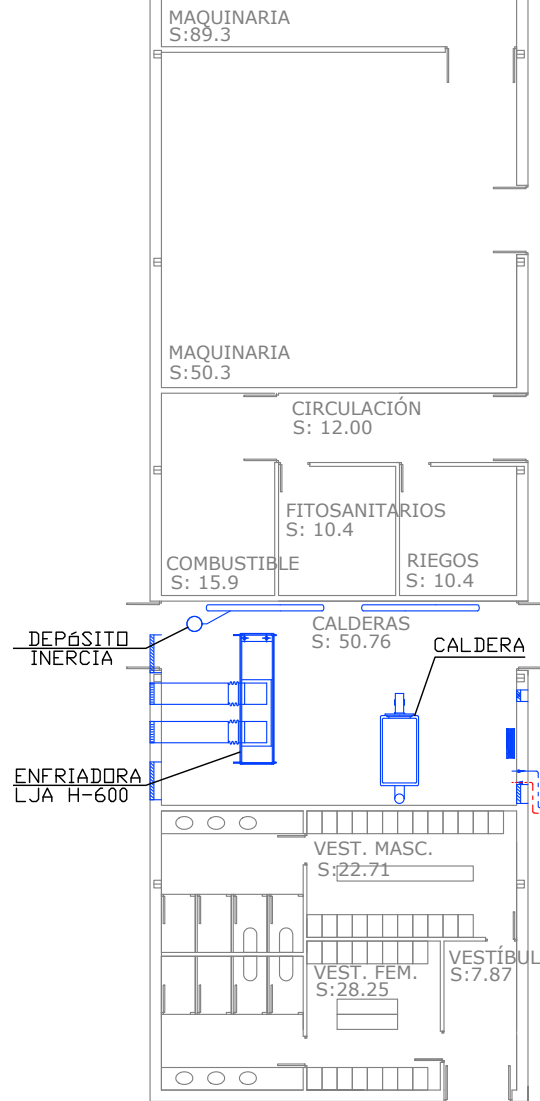 MAQUINARIA
S:89.3
MAQUINARIA
S:50.3
CIRCULACIÓN
S: 12.00
FITOSANITARIOS
S: 10.4
COMBUSTIBLE
S: 15.9
RIEGOS
S: 10.4
CALDERAS
S: 50.76
DEPóSITO
INERCIA
CALDERA
ENFRIADORA
LJA H-600
VEST. MASC.
S:22.71
VEST. FEM.
S:28.25
VESTÍBUL
S:7.87